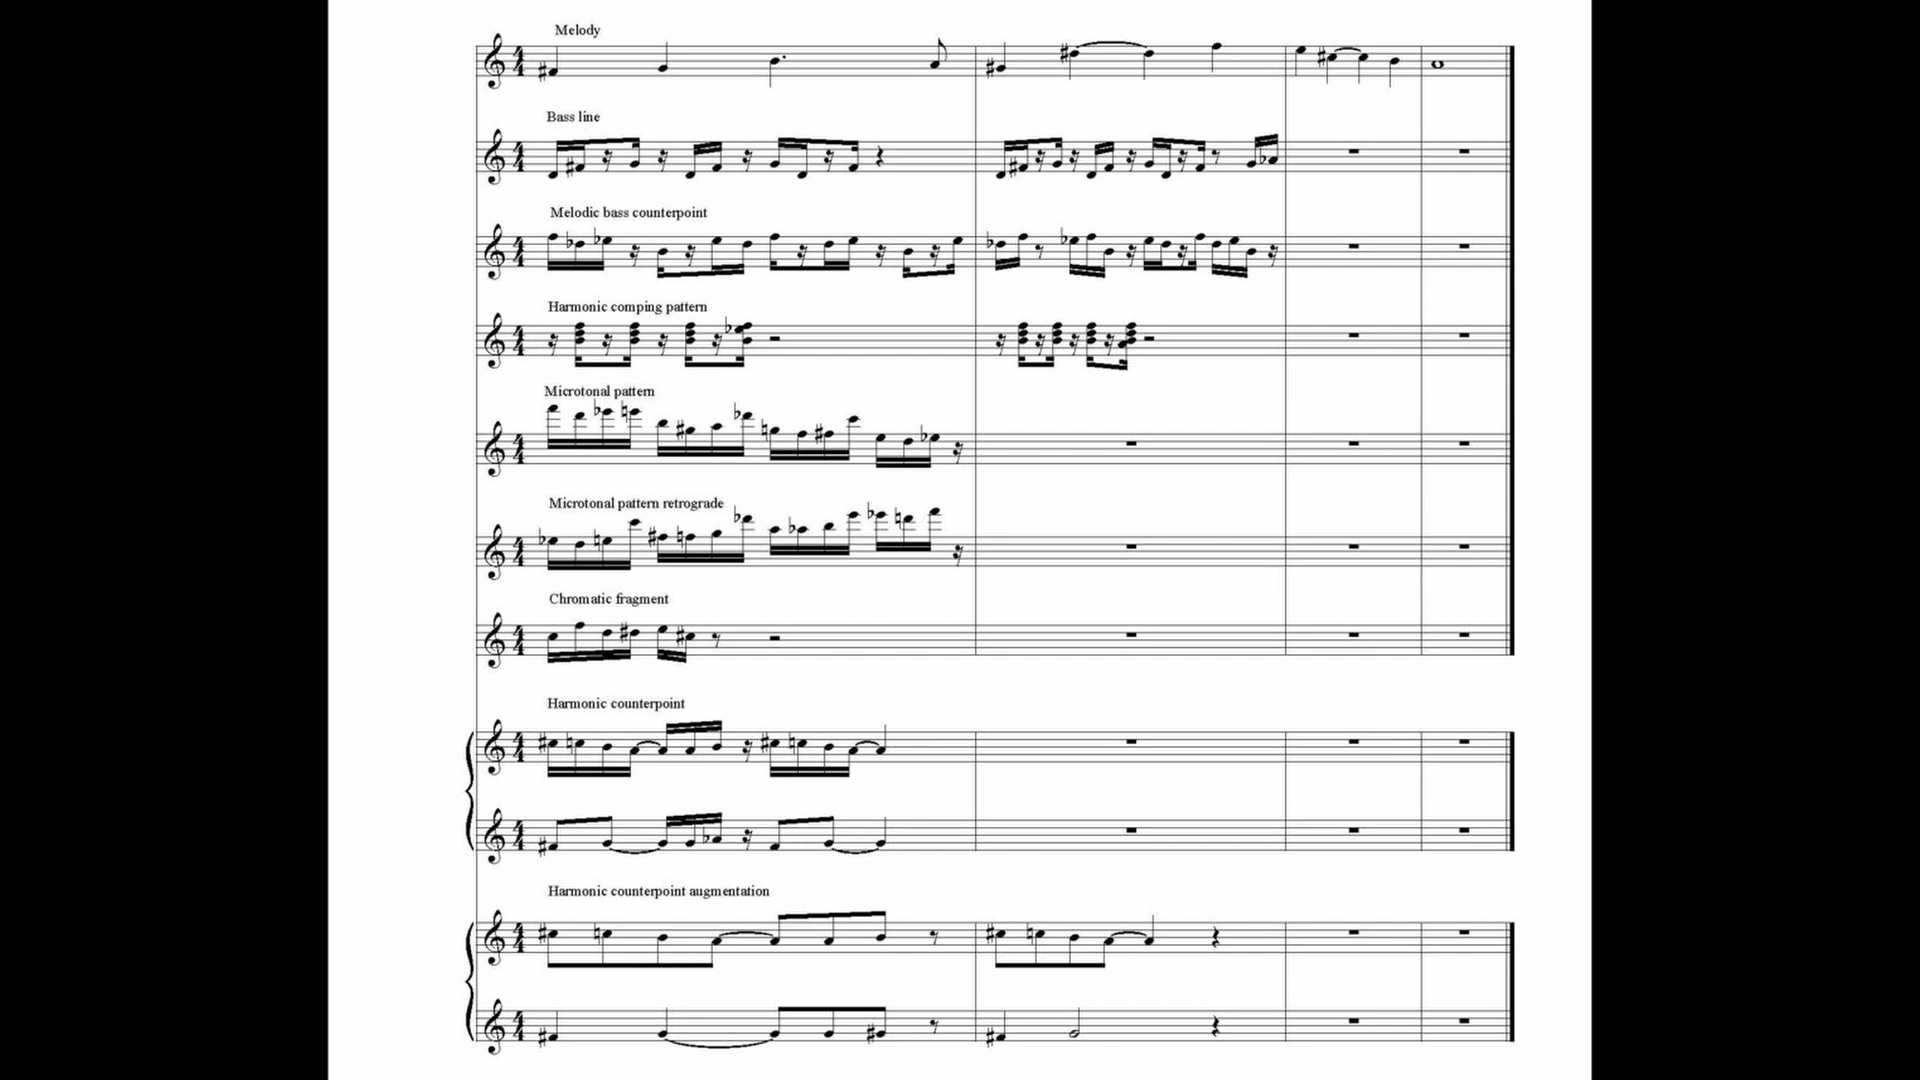 Melody
Bass line
Melodic bass counterpoint
Harmonic comping pattern
Microtonal pattern
Microtonal pattern retrograde
Chromatic fragment
Harmonic counterpoint
Harmonic counterpoint augmentation